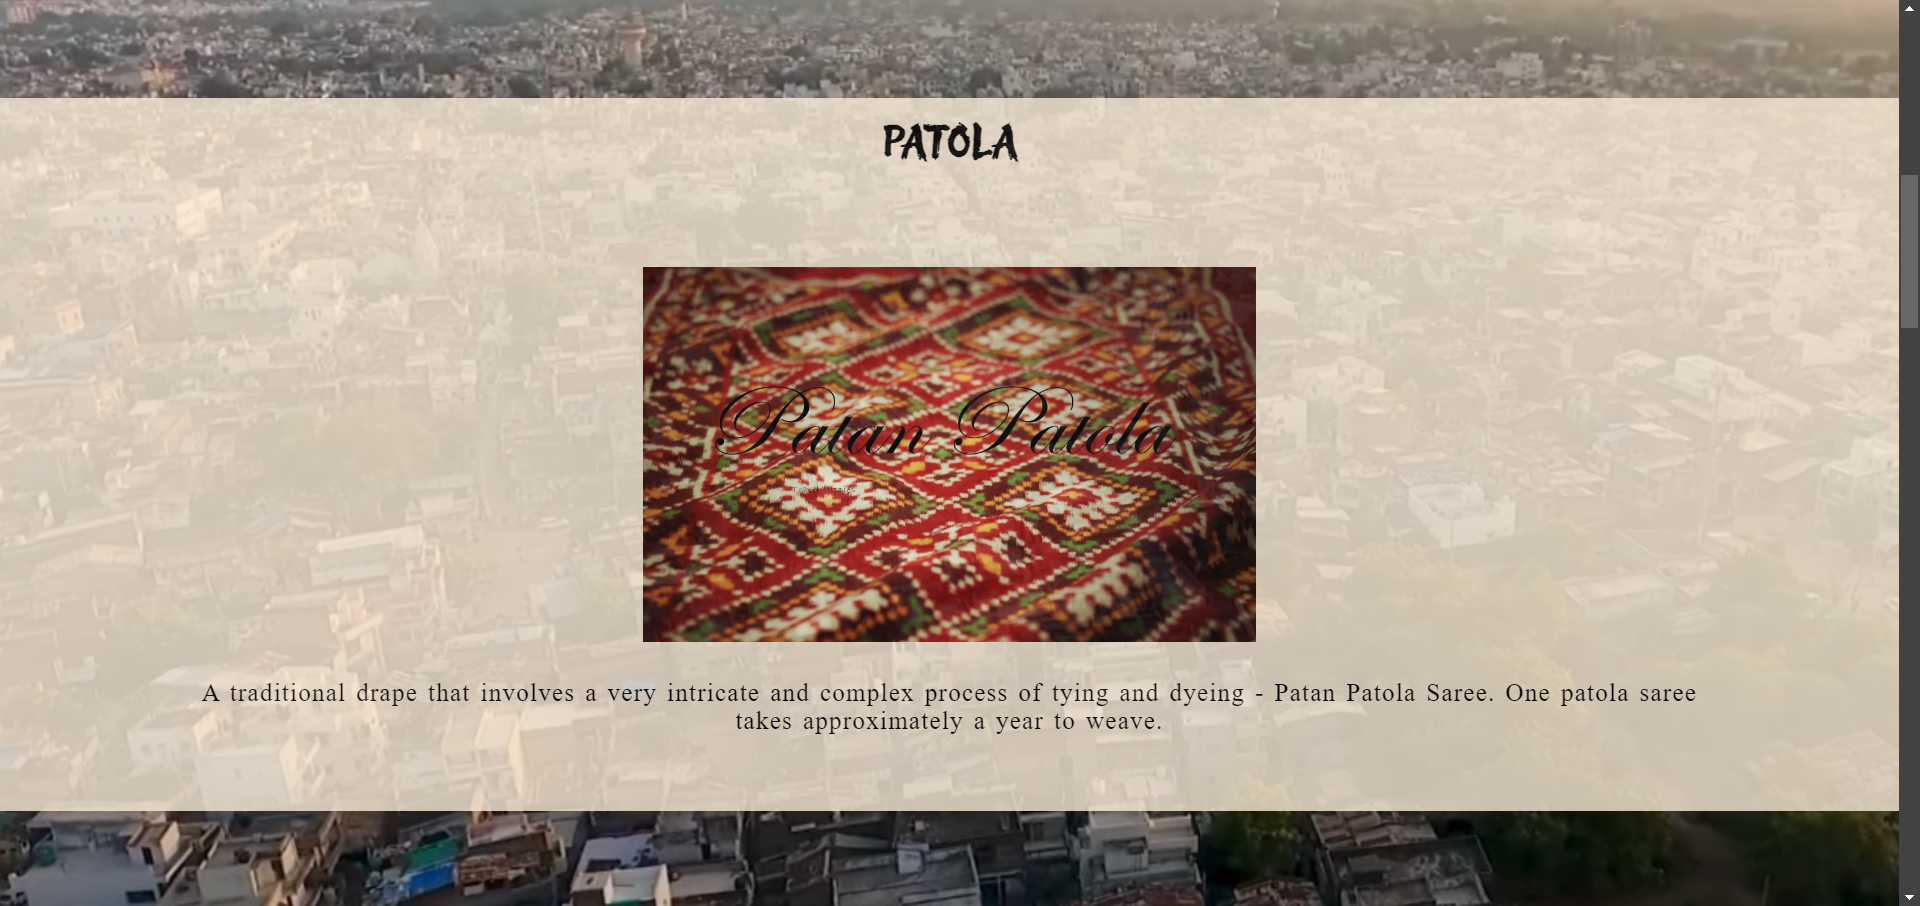 PATOLA
Patan Patola
A traditional drape that involves a very intricate and complex process of tying and dyeing - Patan Patola Saree. One patola saree
takes approximately a year to weave.